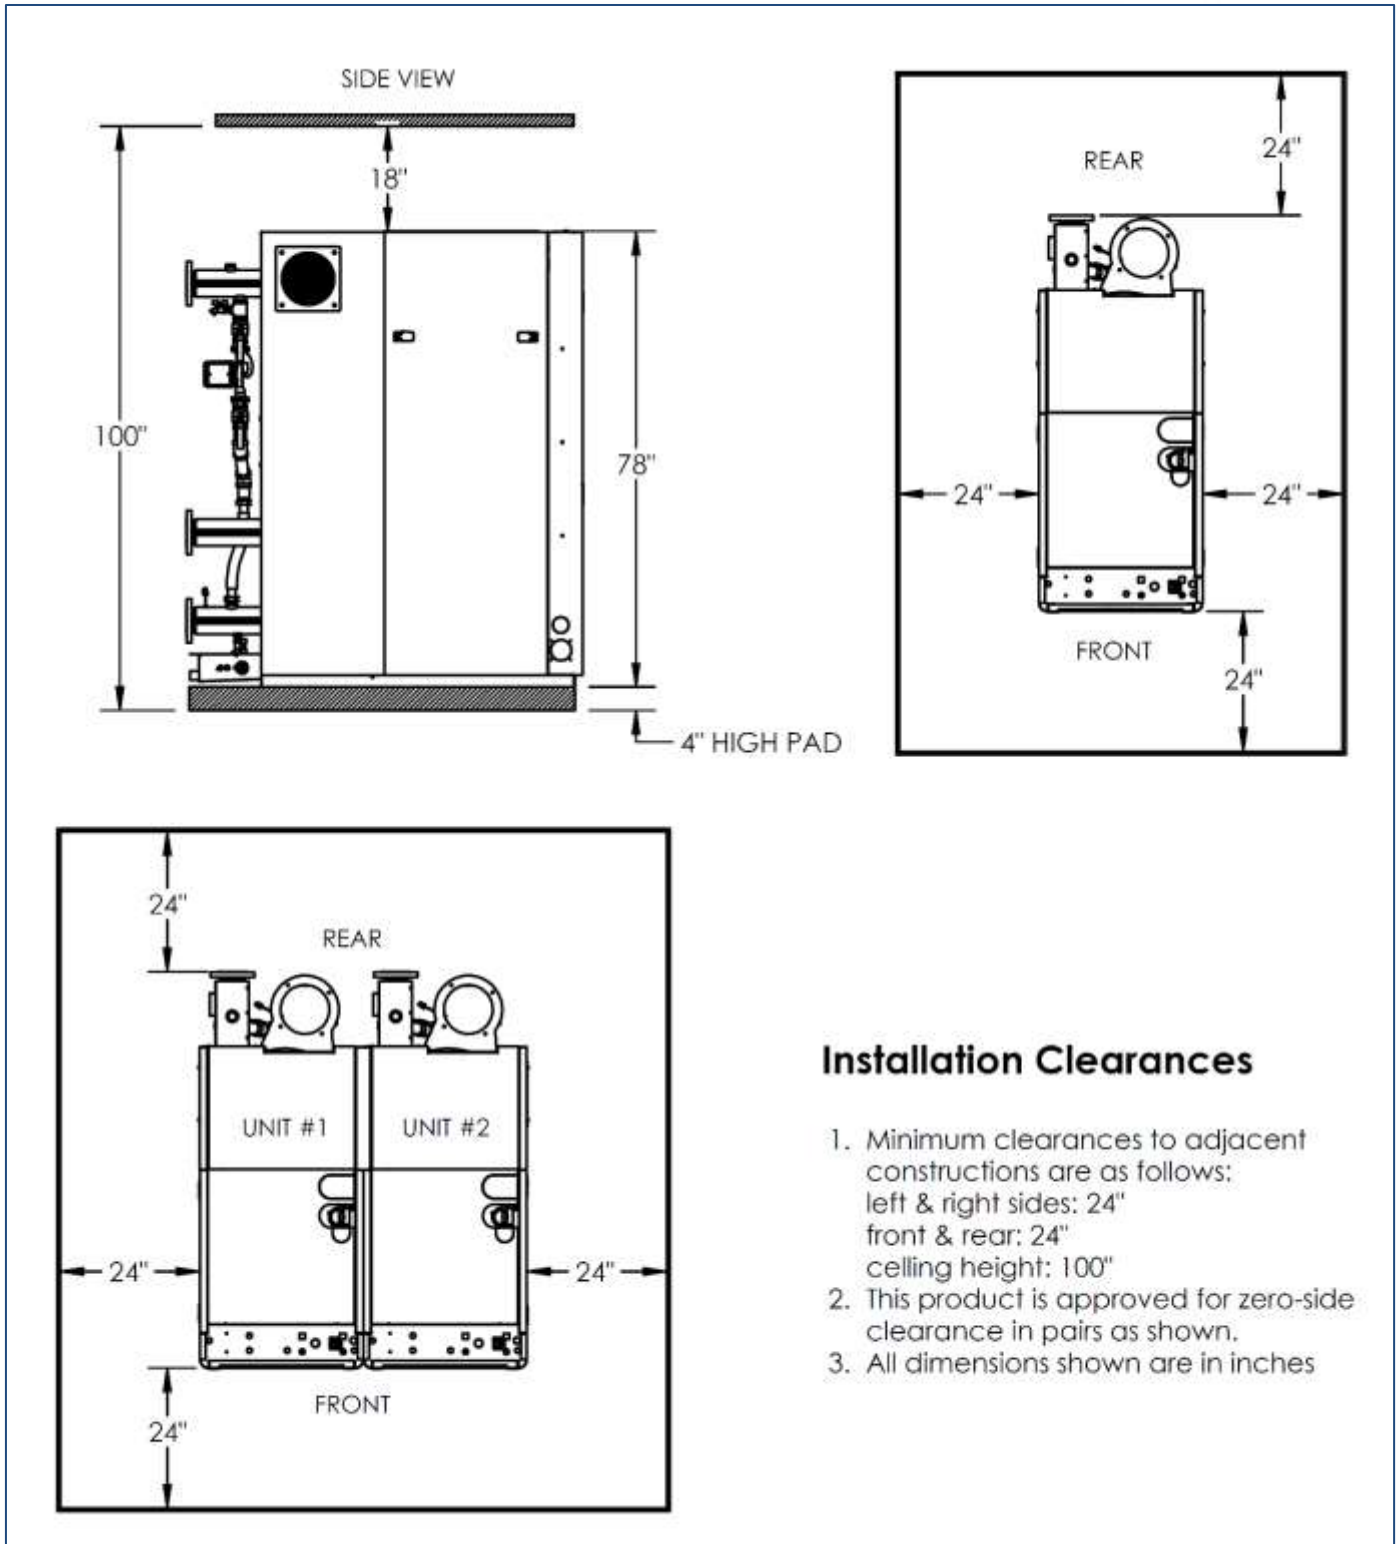 SIDE VIEW
18"
100"
78"
4" HIGH PAD
24"
REAR
24"
24"
FRONT
24"
24"
REAR
UNIT #1
UNIT #2
24"
24"
FRONT
24"
Installation Clearances
1. Minimum clearances to adjacent
constructions are as follows:
left & right sides: 24"
front & rear: 24"
celling height: 100"
2. This product is approved for zero-side
clearance in pairs as shown.
3. All dimensions shown are in inches